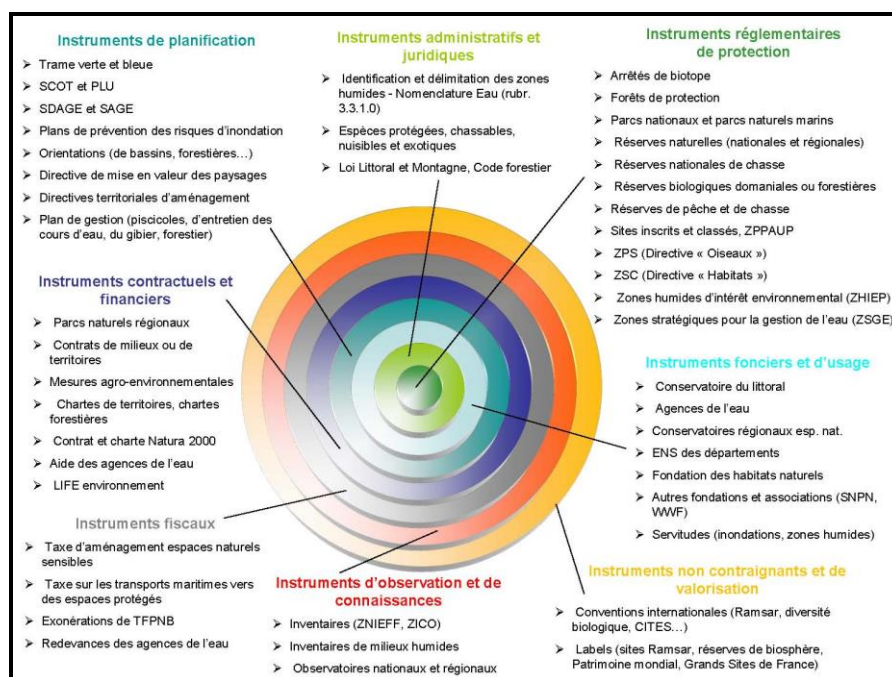 Instruments de planification
➢ Trame verte et bleue
➢ SCOT et PLU
➢ SDAGE et SAGE
➢ Plans de prévention des risques d'inondation
➢ Orientations (de bassins, forestières...)
➢ Directive de mise en valeur des paysages
➢ Directives territoriales d'aménagement
➢ Plan de gestion (piscicoles, d'entretien des
cours d'eau, du gibier, forestier)
Instruments administratifs et
juridiques
➢ Identification et délimitation des zones
humides - Nomenclature Eau (rubr.
3.3.1.0)
➢ Espèces protégées, chassables,
nuisibles et exotiques
➢ Loi Littoral et Montagne, Code forestier
Instruments réglementaires
de protection
➢ Arrêtés de biotope
➢ Forêts de protection
➢ Parcs nationaux et parcs naturels marins
➢ Réserves naturelles (nationales et régionales)
➢ Réserves nationales de chasse
➢ Réserves biologiques domaniales ou forestières
➢ Réserves de pêche et de chasse
➢ Sites inscrits et classés, ZPPAUP
➢ ZPS (Directive « Oiseaux »)
➢ ZSC (Directive « Habitats »)
➢ Zones humides d'intérêt environnemental (ZHIEP)
➢ Zones stratégiques pour la gestion de l'eau (ZSGE)
Instruments contractuels et
financiers
➢ Parcs naturels régionaux
➢ Contrats de milieux ou de
territoires
➢ Mesures agro-environnementales
➢ Chartes de territoires, chartes
forestières
➢ Contrat et charte Natura 2000
➢ Aide des agences de l'eau
➢ LIFE environnement
Instruments fonciers et d'usage
➢ Conservatoire du littoral
➢ Agences de l'eau
➢ Conservatoires régionaux esp. nat.
➢ ENS des départements
➢ Fondation des habitats naturels
➢ Autres fondations et associations (SNPN,
WWF)
➢ Servitudes (inondations, zones humides)
Instruments fiscaux
➢ Taxe d'aménagement espaces naturels
sensibles
➢ Taxe sur les transports maritimes vers
des espaces protégés
➢ Exonérations de TFPNB
➢ Redevances des agences de l'eau
Instruments d'observation et de
connaissances
➢ Inventaires (ZNIEFF, ZICO)
➢ Inventaires de milieux humides
➢ Observatoires nationaux et régionaux
Instruments non contraignants et de
valorisation
➢ Conventions internationales (Ramsar, diversité
biologique, CITES...)
➢ Labels (sites Ramsar, réserves de biosphère,
Patrimoine mondial, Grands Sites de France)